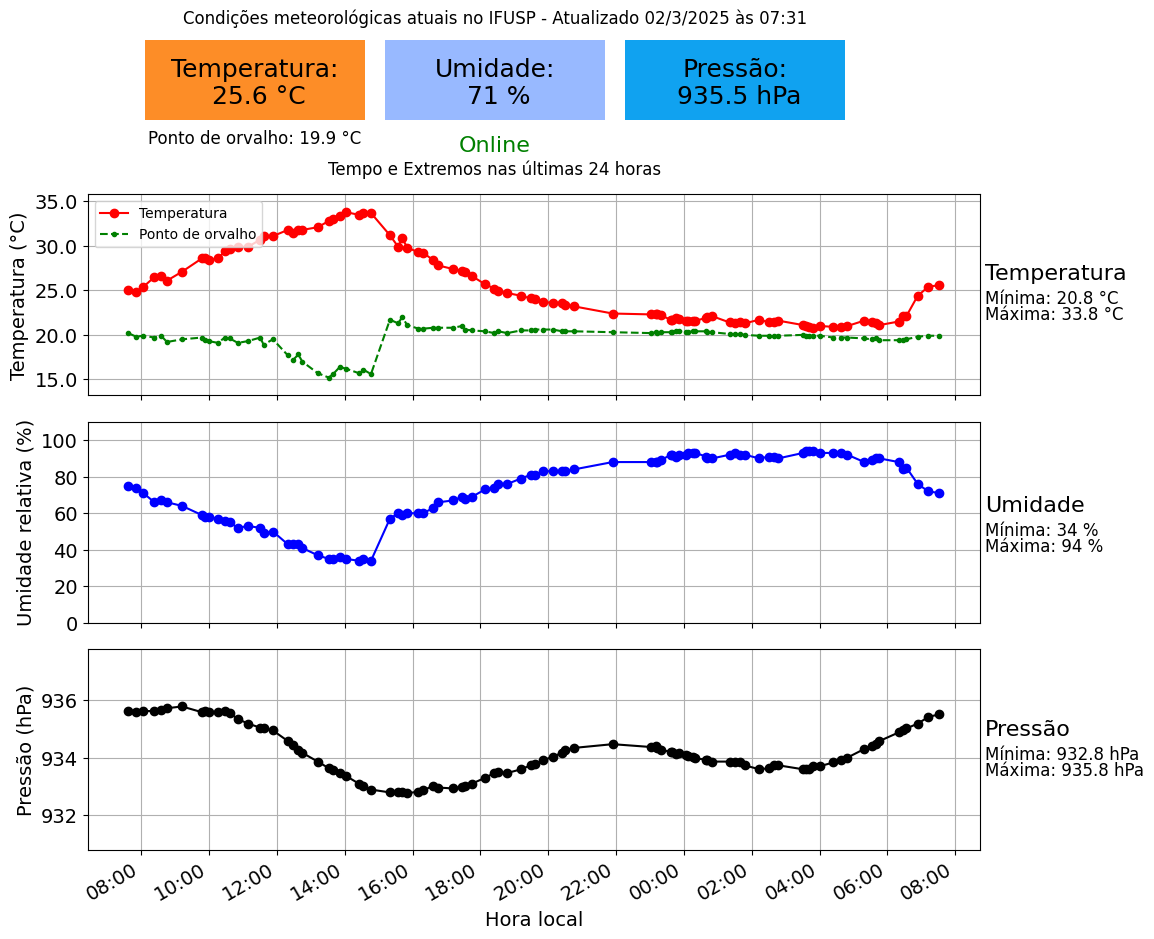 Condições meteorológicas atuais no IFUSP - Atualizado 02/3/2025 às 07:31
Temperatura:
25.6 °C
Umidade:
71 %
Pressão:
935.5 hPa
Ponto de orvalho: 19.9 °C
Online
Tempo e Extremos nas últimas 24 horas
Temperatura (°C)
35.0
30.0
25.0
20.0
15.0
Temperatura
Ponto de orvalho
Temperatura
Mínima: 20.8 °C
Máxima: 33.8 °C
Umidade relativa (%)
100
80
60
40
20
0
Umidade
Mínima: 34 %
Máxima: 94 %
Pressão (hPa)
936
934
932
Pressão
Mínima: 932.8 hPa
Máxima: 935.8 hPa
08:00 10:00 12:00 14:00 16:00 18:00 20:00 22:00 00:00 02:00 04:00 06:00 08:00
Hora local